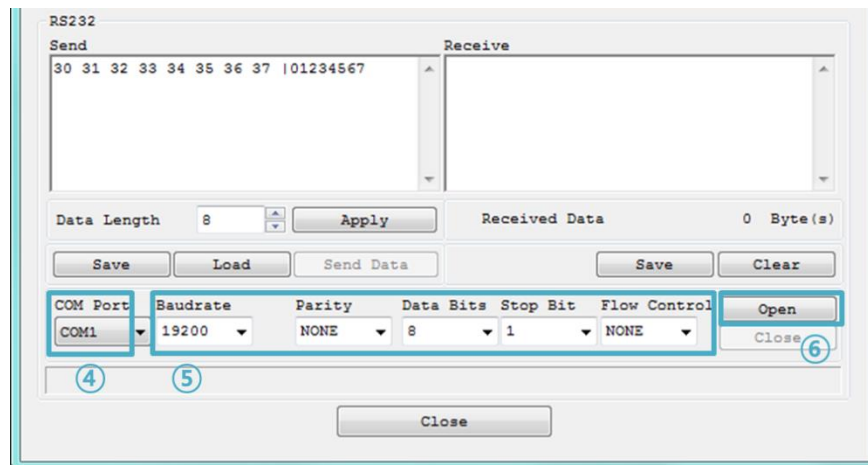 RS232
Send Receive
30 31 32 33 34 35 36 37 |01234567
Data Length 8 Apply Received Data 0 Byte(s)
Save Load Send Data Save Clear
COM Port Baudrate Parity Data Bits Stop Bit Flow Control Open
COM1 19200 NONE 8 1 NONE Close
④ ⑤ ⑥
Close